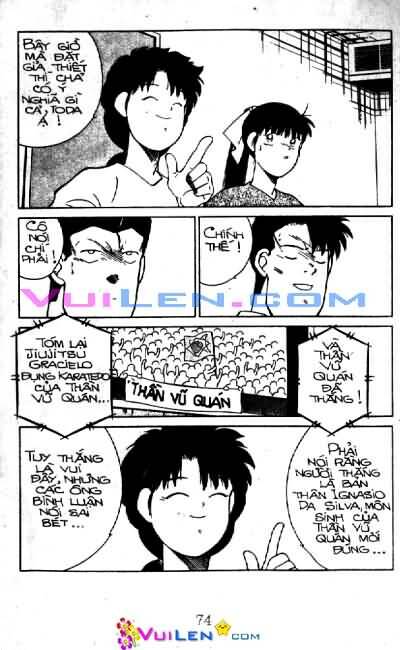 BÂY GIỜ
MÀ ĐẶT
GIẢ THIẾT
THÌ CHẢ
CÓ Ý
NGHĨA GÌ
CẢ, TODA
Ạ!
CÔ
NÓI
CHÍ
PHẢI!
CHÍNH
THẾ!
VUILEN.COM
TÓM LẠI
JIUJITSU
GRACIELO
ĐỤNG KARATEDO
CỦA THẦN
VŨ QUÁN...
THẦN VŨ QUÁN
VÀ
THẦN
VŨ
QUÁN
ĐÃ
THẮNG!
TUY THẮNG
LÀ VUI
ĐẤY, NHƯNG
CÁC ÔNG
BÌNH LUẬN
NÓI SAI
BÉT...
PHẢI
NÓI RẰNG
NGƯỜI THẮNG
LÀ BẢN
THÂN IGNASIO
DA SILVA, MÔN
SINH CỦA
THẦN VŨ
QUÁN MỚI
ĐÚNG...
74
VUILEN.COM